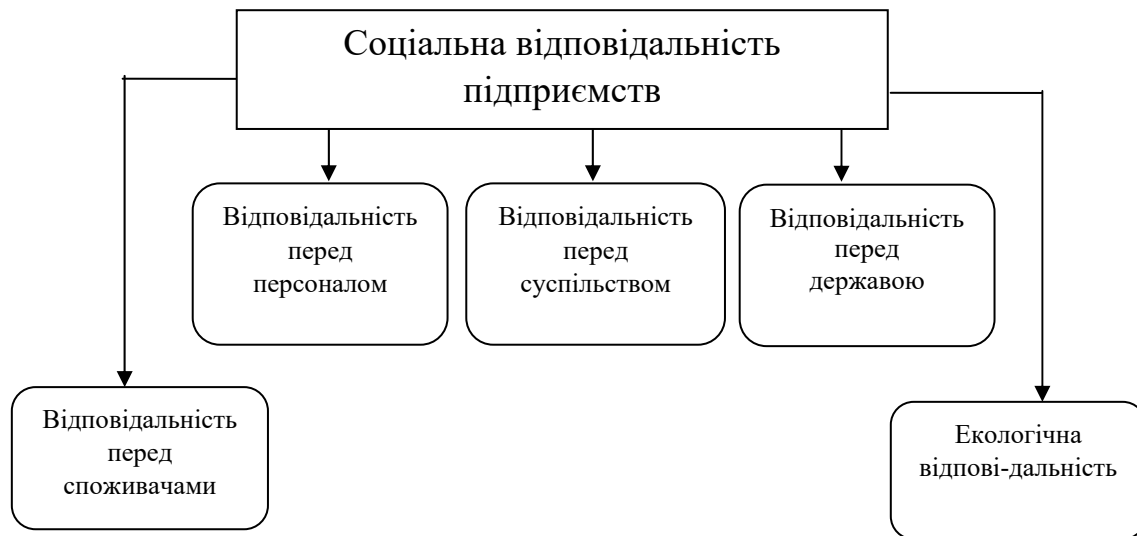 Соціальна відповідальність
підприємств
Відповідальність
перед
персоналом
Відповідальність
перед
суспільством
Відповідальність
перед
державою
Відповідальність
перед
споживачами
Екологічна
відпові-дальність